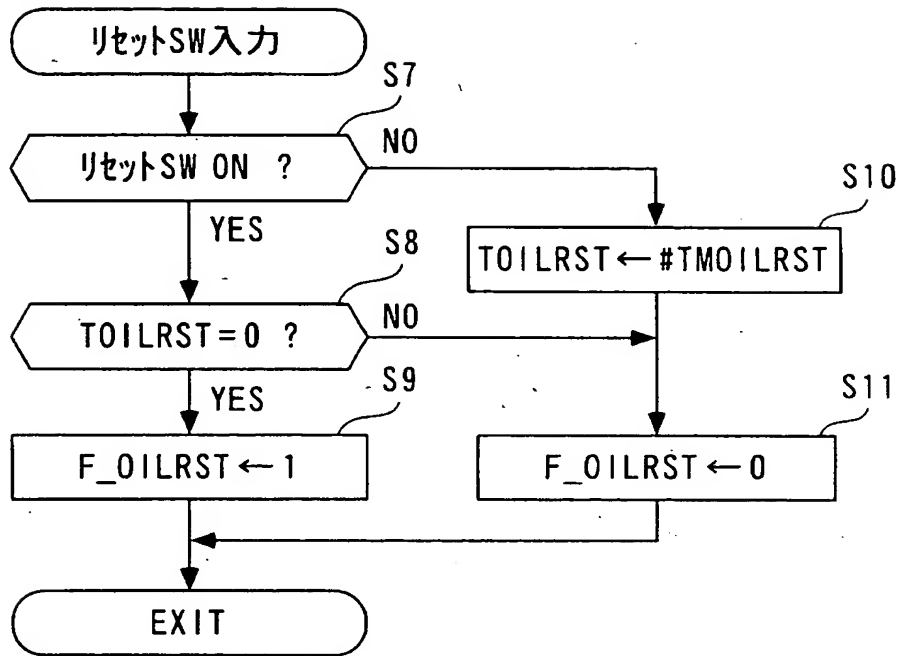 リセットSW入力
S7
リセットSW ON ?
NO
S10
YES
TOILRST←#TMOILRST
S8
TOILRST=0 ?
NO
YES
S9
S11
F_OILRST←1
F_OILRST←0
EXIT